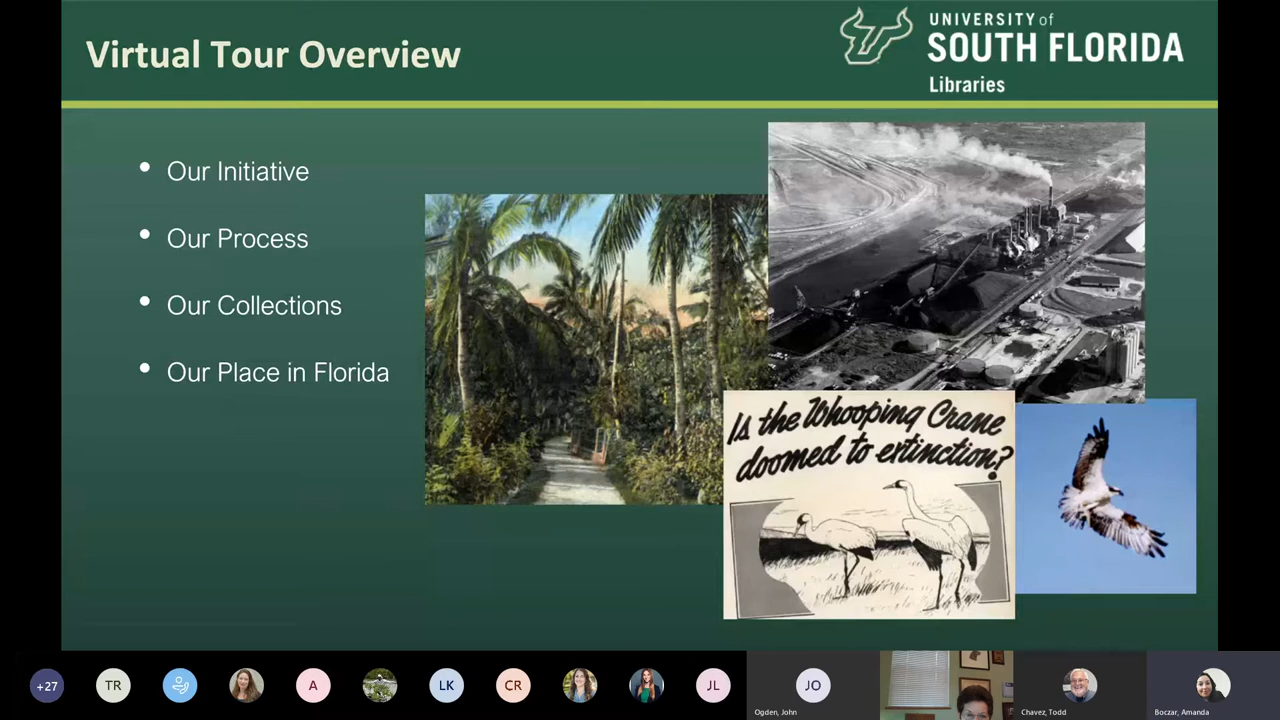 Virtual Tour Overview
UNIVERSITY of
SOUTH FLORIDA
Libraries
• Our Initiative
• Our Process
• Our Collections
• Our Place in Florida
Is the Whooping Crane
doomed to extinction?
+27
TR
A
LK
CR
JL
JO
Ogden, John
Chavez, Todd
Boczar, Amanda